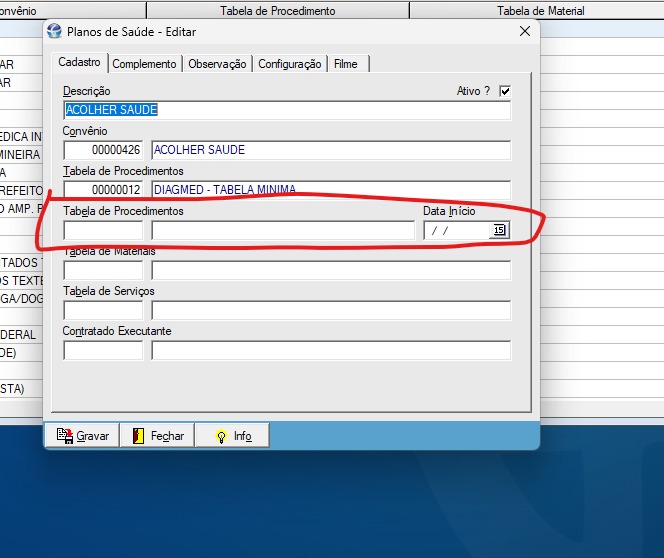 onvênio Tabela de Procedimento Tabela de Material
Planos de Saúde - Editar
Cadastro Complemento Observação Configuração Filme
Descrição Ativo ?
ACOLHER SAUDE
Convênio
00000426 ACOLHER SAUDE
Tabela de Procedimentos
00000012 DIAGMED - TABELA MINIMA
Tabela de Procedimentos Data Início
/ / 15
Tabela de Materiais
Tabela de Serviços
Contratado Executante
Gravar Fechar Info
AR
AR
EDICA IN
MINEIRA
A
REFEITO
O AMP. P
TADOS
OS TEXTE
GA/DOG
DERAL
DE)
STA)